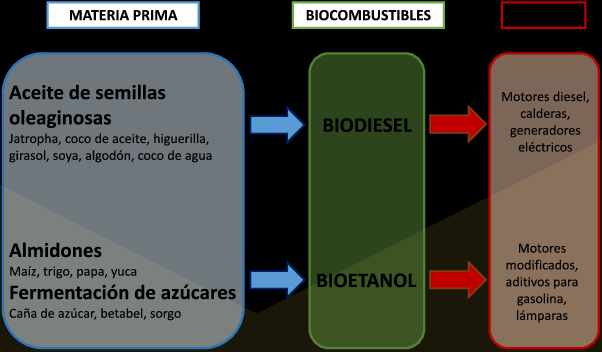 MATERIA PRIMA
BIOCOMBUSTIBLES
Aceite de semillas
oleaginosas
Jatropha, coco de aceite, higuerilla,
girasol, soya, algodón, coco de agua
BIODIESEL
Motores diesel,
calderas,
generadores
eléctricos
Almidones
Maíz, trigo, papa, yuca
Fermentación de azúcares
Caña de azúcar, betabel, sorgo
BIOETANOL
Motores
modificados,
aditivos para
gasolina,
lámparas